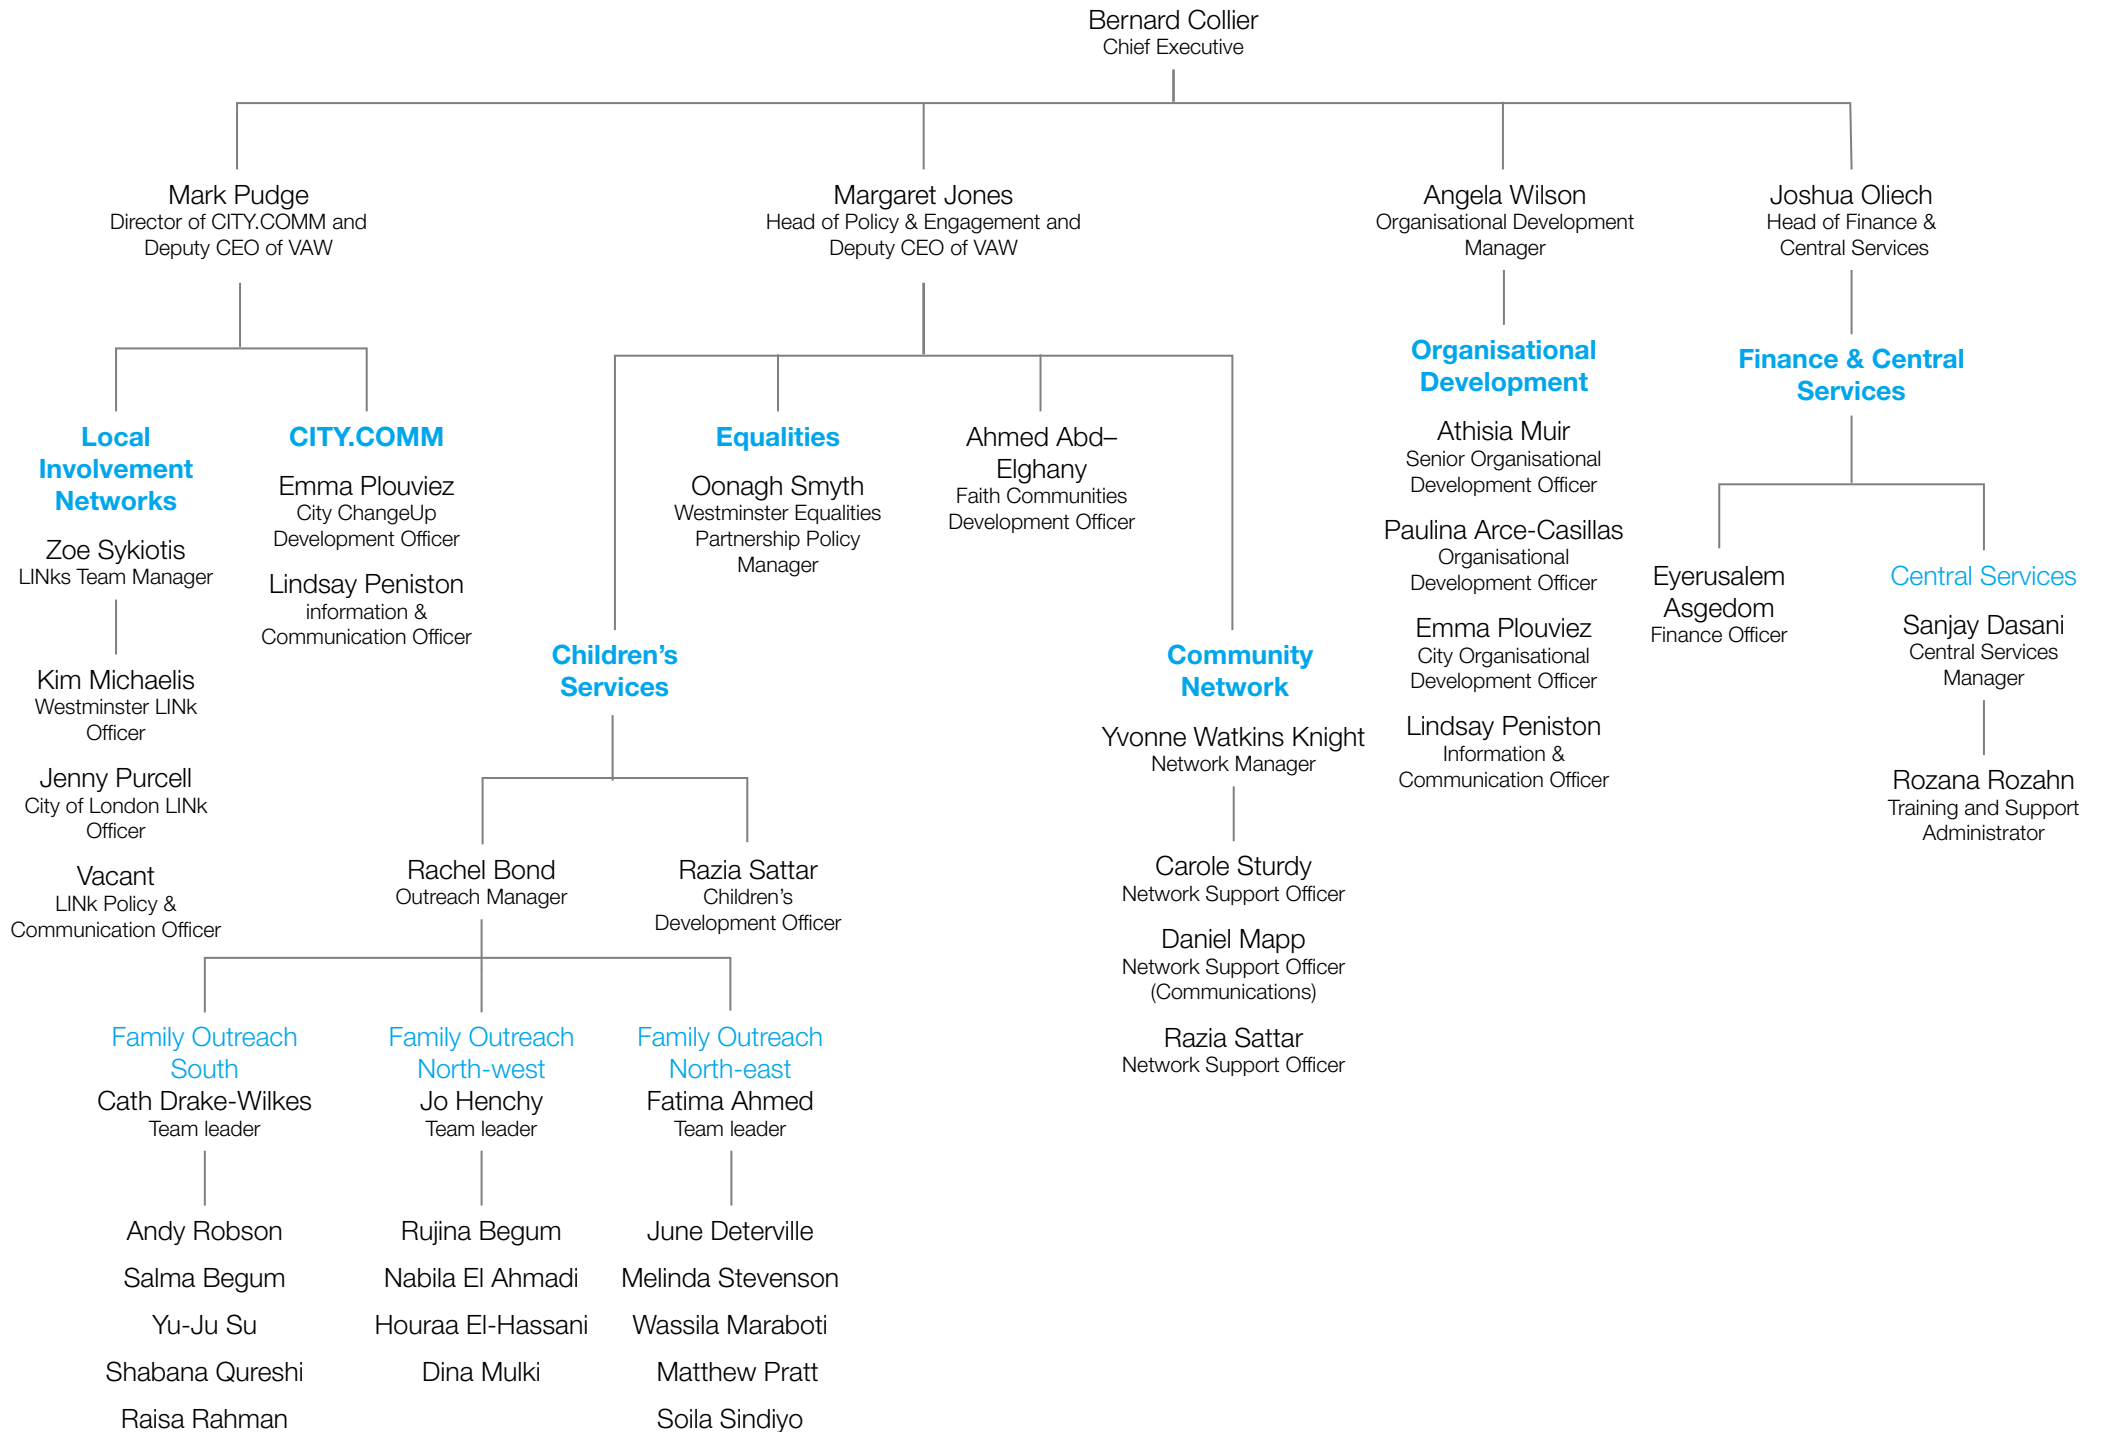 Bernard Collier
Chief Executive
Mark Pudge
Director of CITY.COMM and
Deputy CEO of VAW
Margaret Jones
Head of Policy & Engagement and
Deputy CEO of VAW
Angela Wilson
Organisational Development
Manager
Joshua Oliech
Head of Finance &
Central Services
Local
Involvement
Networks
Zoe Sykiotis
LINks Team Manager
Kim Michaelis
Westminster LINk
Officer
Jenny Purcell
City of London LINk
Officer
Vacant
LINk Policy &
Communication Officer
CITY.COMM
Emma Plouviez
City ChangeUp
Development Officer
Lindsay Peniston
information &
Communication Officer
Children’s
Services
Rachel Bond
Outreach Manager
Razia Sattar
Children’s
Development Officer
Family Outreach
South
Cath Drake-Wilkes
Team leader
Andy Robson
Salma Begum
Yu-Ju Su
Shabana Qureshi
Raisa Rahman
Family Outreach
North-west
Jo Henchy
Team leader
Rujina Begum
Nabila El Ahmadi
Houraa El-Hassani
Dina Mulki
Family Outreach
North-east
Fatima Ahmed
Team leader
June Deterville
Melinda Stevenson
Wassila Maraboti
Matthew Pratt
Soila Sindiyo
Equalities
Oonagh Smyth
Westminster Equalities
Partnership Policy
Manager
Ahmed Abd–
Elghany
Faith Communities
Development Officer
Community
Network
Yvonne Watkins Knight
Network Manager
Carole Sturdy
Network Support Officer
Daniel Mapp
Network Support Officer
(Communications)
Razia Sattar
Network Support Officer
Organisational
Development
Athisia Muir
Senior Organisational
Development Officer
Paulina Arce-Casillas
Organisational
Development Officer
Emma Plouviez
City Organisational
Development Officer
Lindsay Peniston
Information &
Communication Officer
Finance & Central
Services
Eyerusalem
Asgedom
Finance Officer
Central Services
Sanjay Dasani
Central Services
Manager
Rozana Rozahn
Training and Support
Administrator